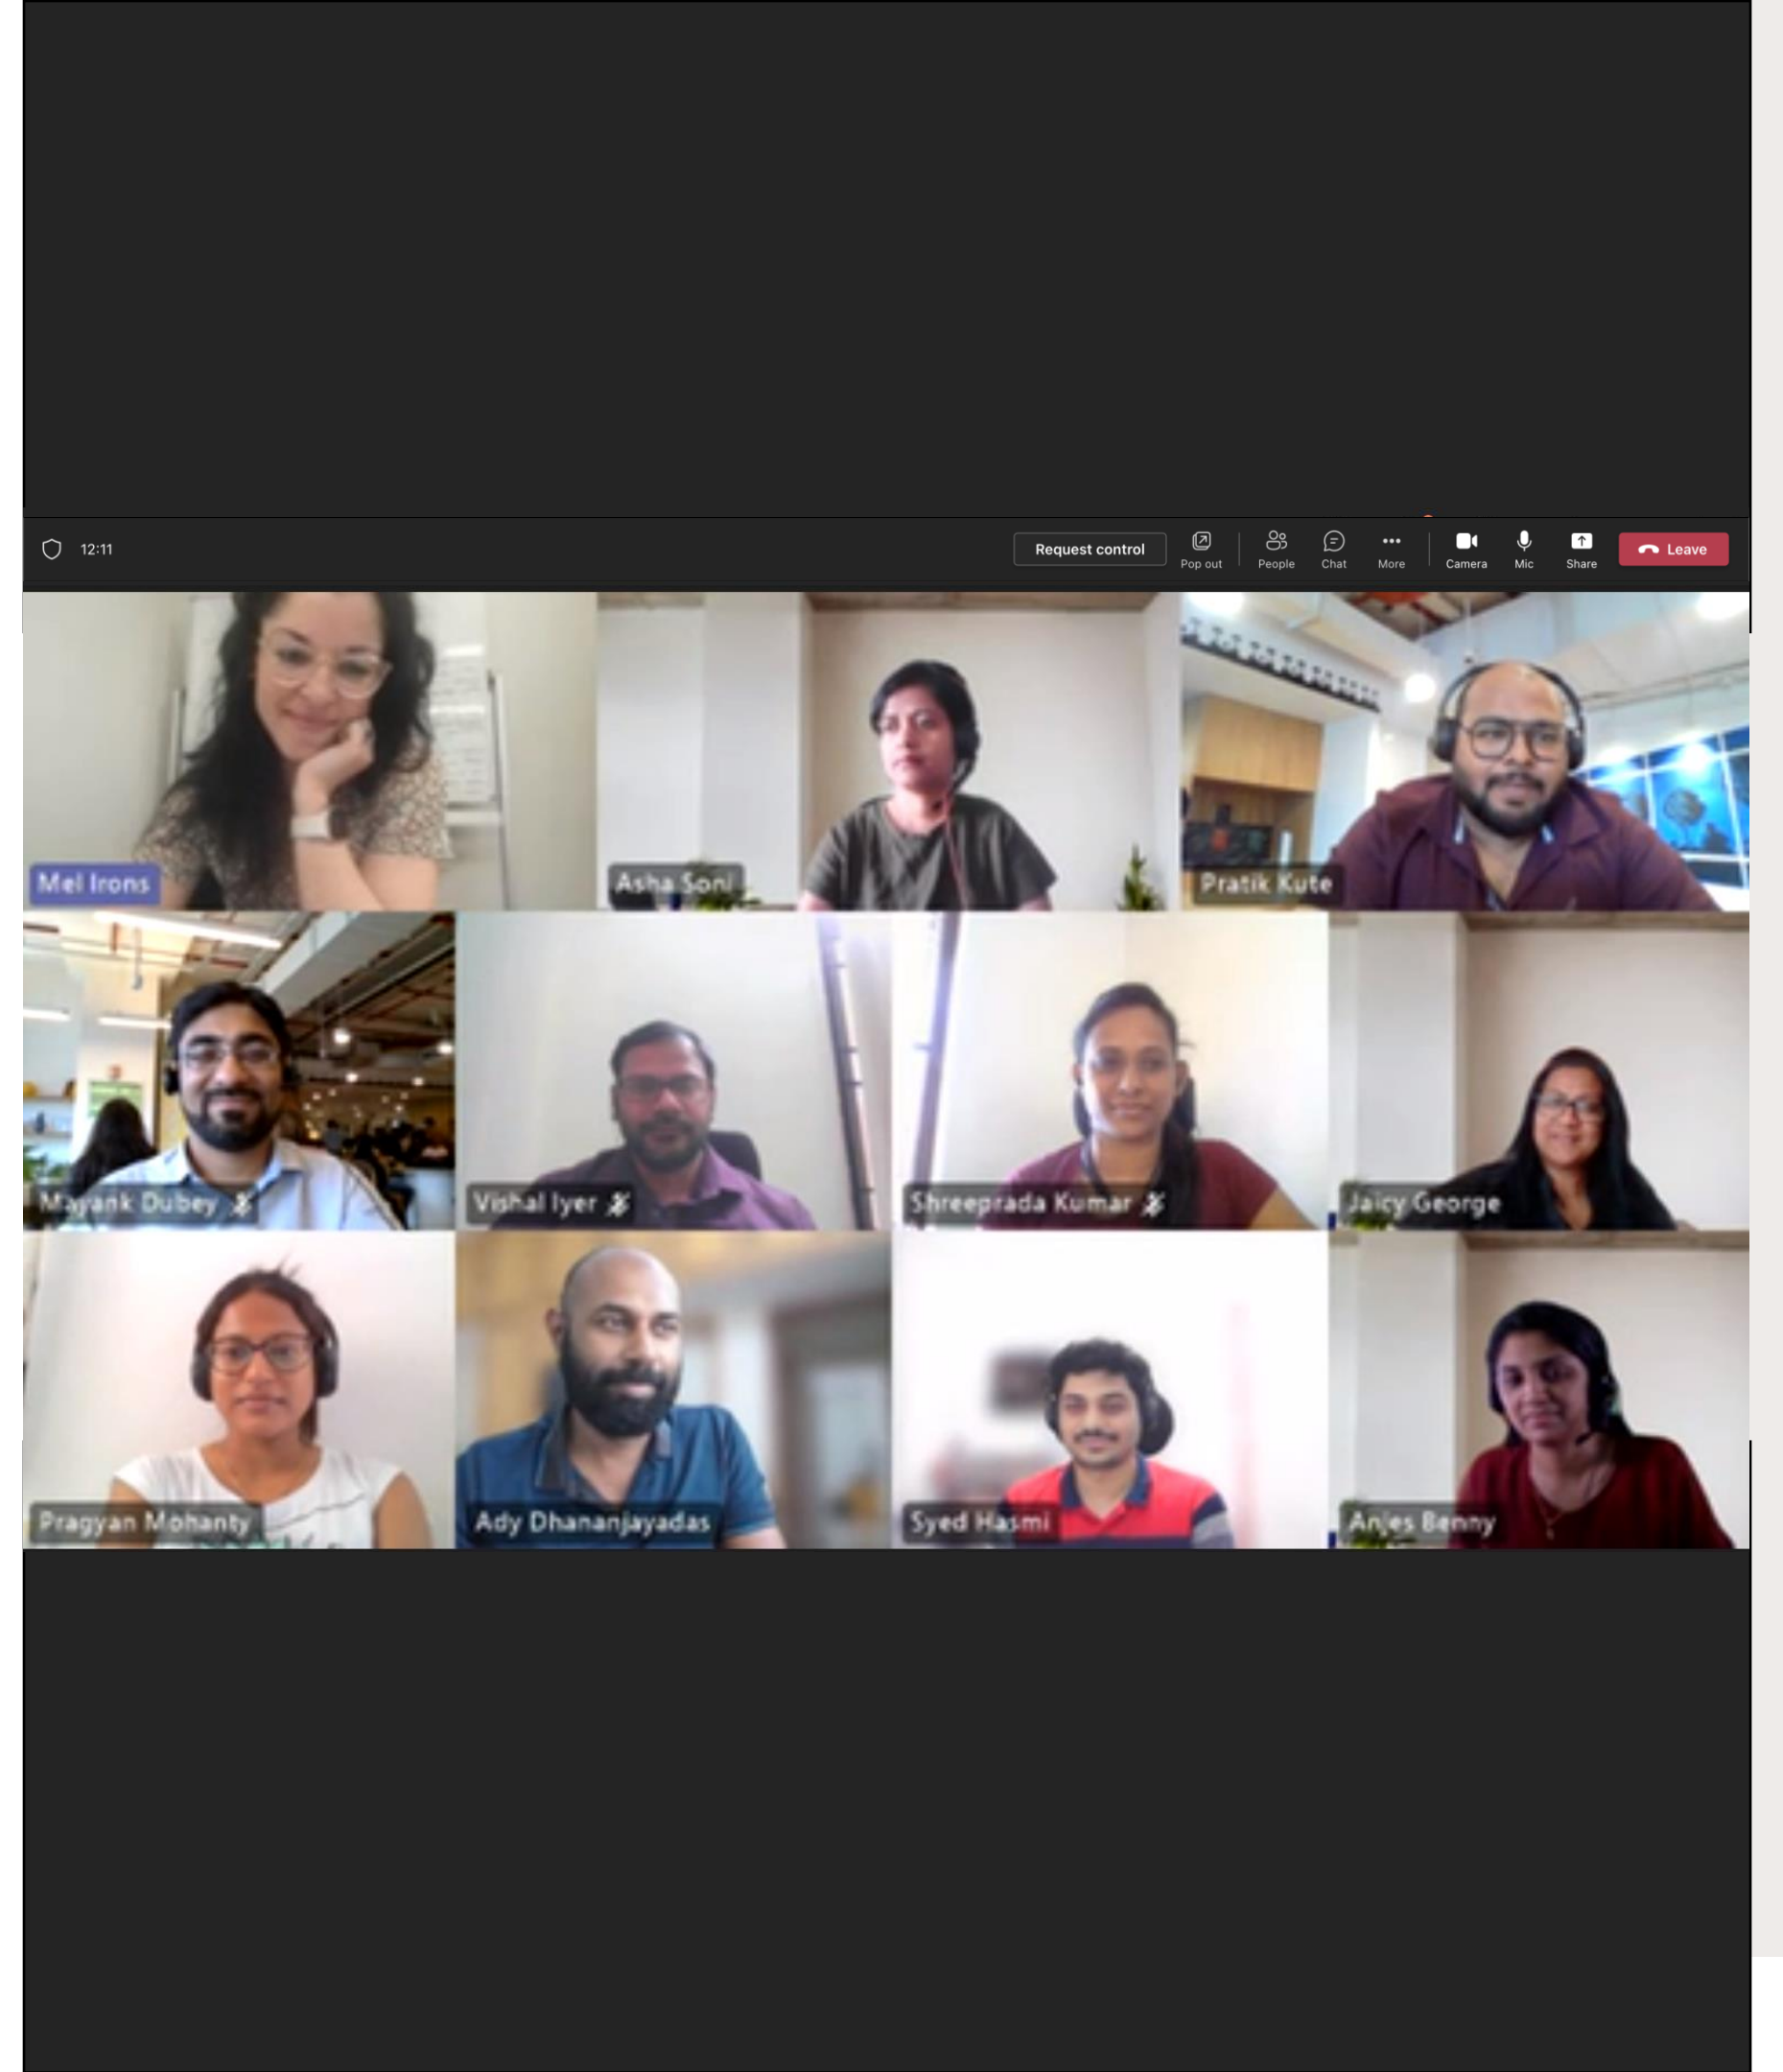 12:11
Request control
Pop out
People
Chat
More
Camera
Mic
Share
Leave
Mel Irons
Asha Soni
Pratik Kute
Mayank Dubey
Vishal Iyer
Shreeprada Kumar
Jaicy George
Pragyan Mohanty
Ady Dhananjayadas
Syed Hasmi
Anjes Benny